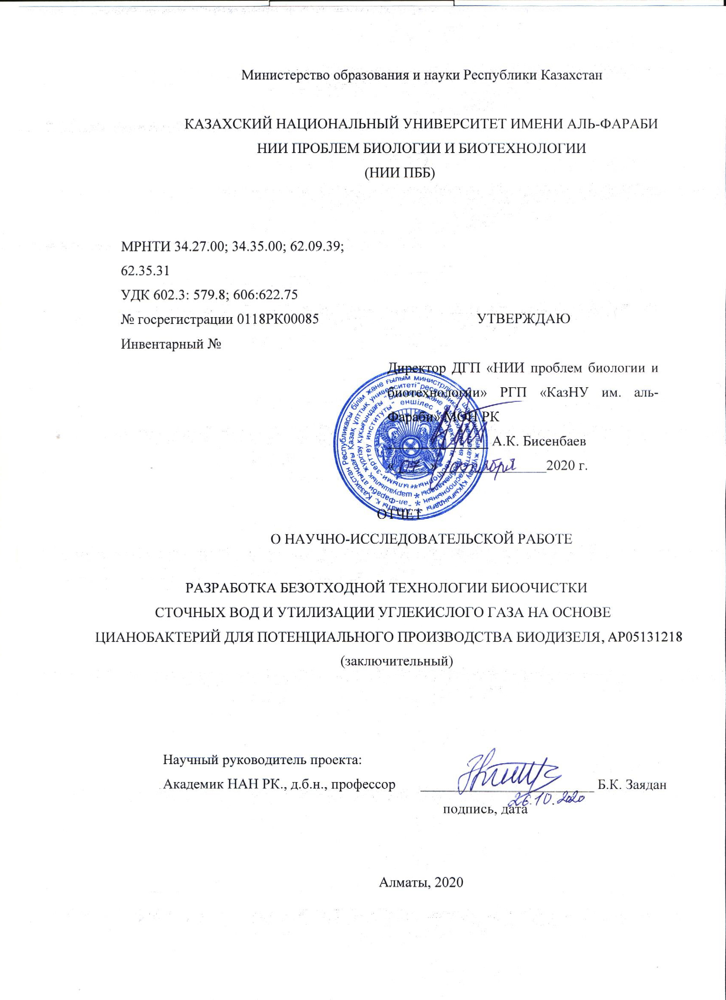 Министерство образования и науки Республики Казахстан
КАЗАХСКИЙ НАЦИОНАЛЬНЫЙ УНИВЕРСИТЕТ ИМЕНИ АЛЬ-ФАРАБИ
НИИ ПРОБЛЕМ БИОЛОГИИ И БИОТЕХНОЛОГИИ
(НИИ ПББ)
МРНТИ 34.27.00; 34.35.00; 62.09.39;
62.35.31
УДК 602.3: 579.8; 606:622.75
№ госрегистрации 0118РК00085
УТВЕРЖДАЮ
Инвентарный №
Директор ДГП «НИИ проблем биологии и
биотехнологии» РГП «КазНУ им. аль-
Фараби» МОН РК
А.К. Бисенбаев
2020 г.
ОТЧЕТ
О НАУЧНО-ИССЛЕДОВАТЕЛЬСКОЙ РАБОТЕ
РАЗРАБОТКА БЕЗОТХОДНОЙ ТЕХНОЛОГИИ БИООЧИСТКИ
СТОЧНЫХ ВОД И УТИЛИЗАЦИИ УГЛЕКИСЛОГО ГАЗА НА ОСНОВЕ
ЦИАНОБАКТЕРИЙ ДЛЯ ПОТЕНЦИАЛЬНОГО ПРОИЗВОДСТВА БИОДИЗЕЛЯ, АР05131218
(заключительный)
Научный руководитель проекта:
Академик НАН РК., д.б.н., профессор Б.К. Заядан
26.10.2020
подпись, дата
Алматы, 2020